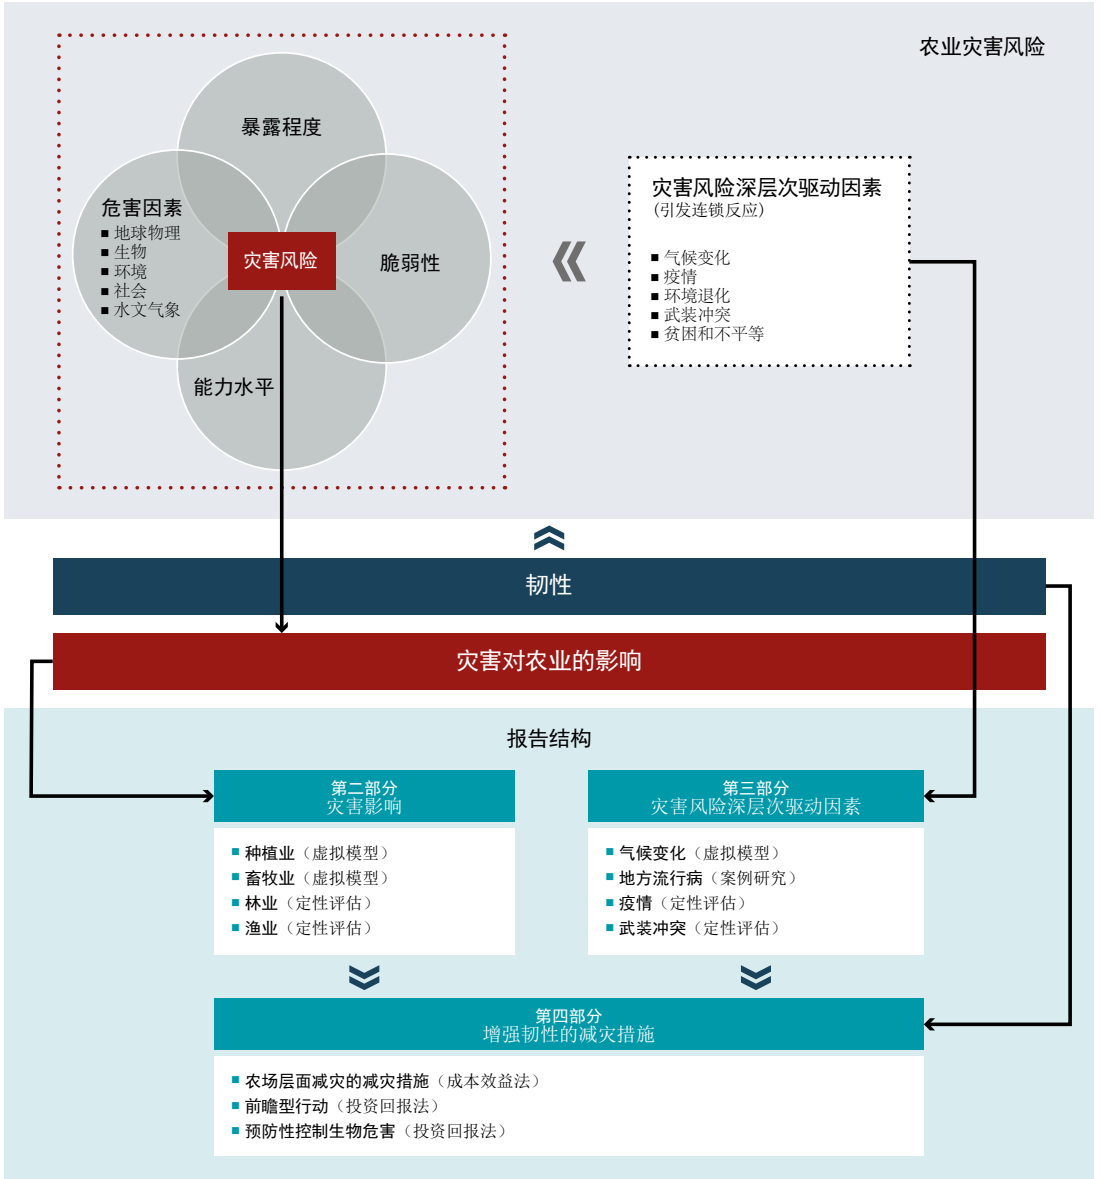 农业灾害风险
暴露程度
危害因素
■ 地球物理
■ 生物
■ 环境
■ 社会
■ 水文气象
灾害风险
脆弱性
能力水平
灾害风险深层次驱动因素
(引发连锁反应)
■ 气候变化
■ 疫情
■ 环境退化
■ 武装冲突
■ 贫困和不平等
韧性
灾害对农业的影响
报告结构
第二部分
灾害影响
■ 种植业（虚拟模型）
■ 畜牧业（虚拟模型）
■ 林业（定性评估）
■ 渔业（定性评估）
第三部分
灾害风险深层次驱动因素
■ 气候变化（虚拟模型）
■ 地方流行病（案例研究）
■ 疫情（定性评估）
■ 武装冲突（定性评估）
第四部分
增强韧性的减灾措施
■ 农场层面减灾的减灾措施（成本效益法）
■ 前瞻型行动（投资回报法）
■ 预防性控制生物危害（投资回报法）